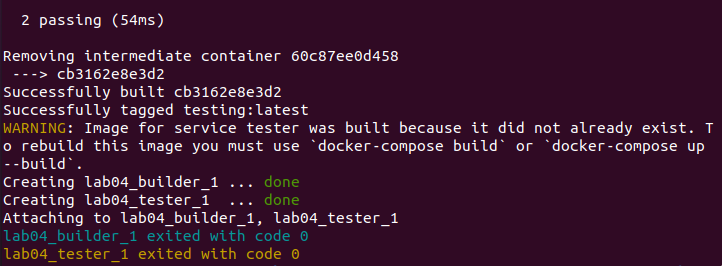 2 passing (54ms)
Removing intermediate container 60c87ee0d458
---> cb3162e8e3d2
Successfully built cb3162e8e3d2
Successfully tagged testing:latest
WARNING: Image for service tester was built because it did not already exist. T
o rebuild this image you must use `docker-compose build` or `docker-compose up
--build`.
Creating lab04_builder_1 ... done
Creating lab04_tester_1  ... done
Attaching to lab04_builder_1, lab04_tester_1
lab04_builder_1 exited with code 0
lab04_tester_1 exited with code 0